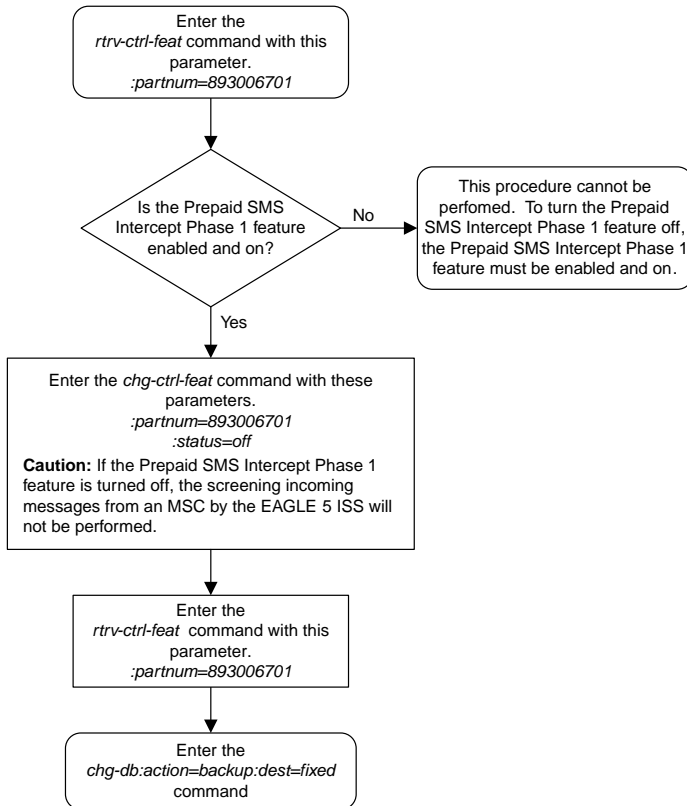 Enter the
rtrv-ctrl-feat command with this
parameter.
:partnum=893006701
Is the Prepaid SMS
Intercept Phase 1 feature
enabled and on?
No
This procedure cannot be
perfomed. To turn the Prepaid
SMS Intercept Phase 1 feature off,
the Prepaid SMS Intercept Phase 1
feature must be enabled and on.
Yes
Enter the chg-ctrl-feat command with these
parameters.
:partnum=893006701
:status=off
Caution: If the Prepaid SMS Intercept Phase 1
feature is turned off, the screening incoming
messages from an MSC by the EAGLE 5 ISS will
not be performed.
Enter the
rtrv-ctrl-feat command with this
parameter.
:partnum=893006701
Enter the
chg-db:action=backup:dest=fixed
command